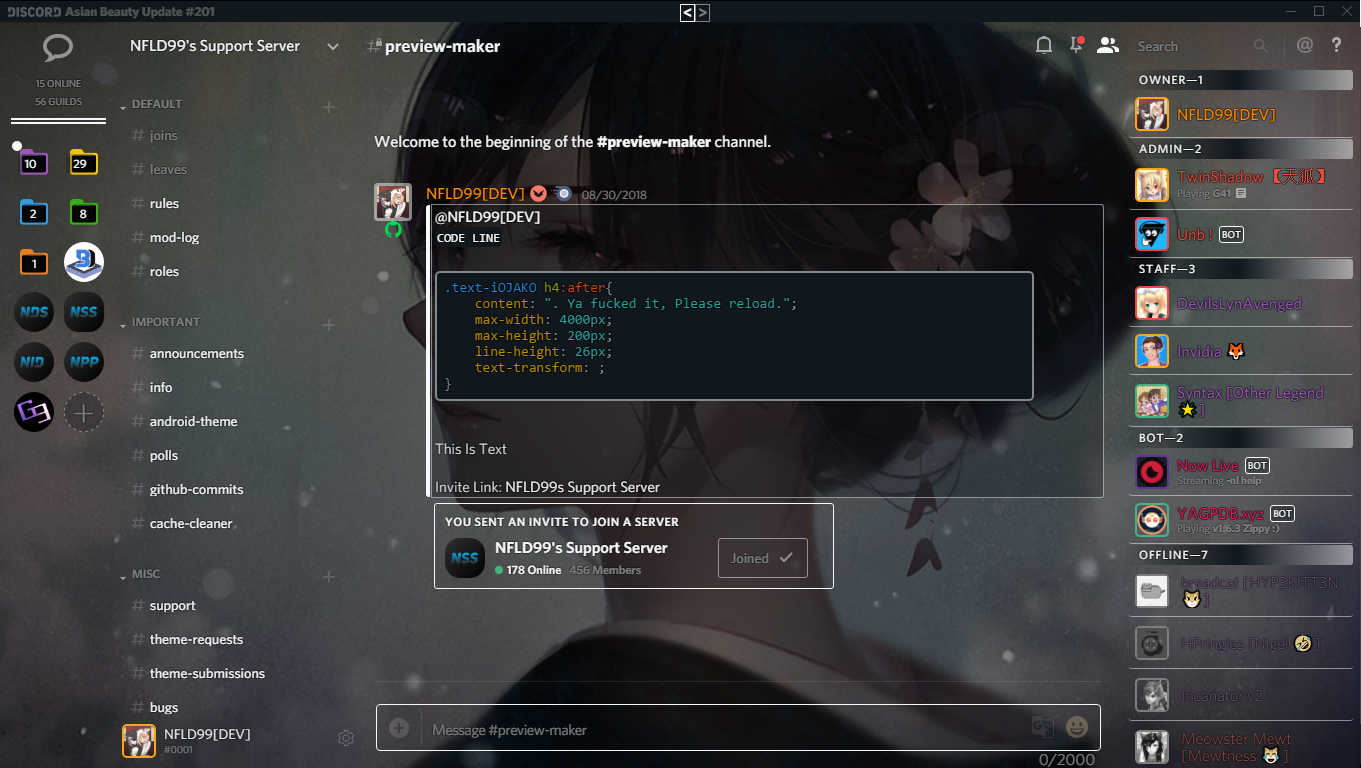 DISCORD Asian Beauty Update #201
<>
15 ONLINE
56 GUILDS
10
29
2
8
1
NDS
NSS
NID
NPP
NFLD99's Support Server
DEFAULT
# joins
# leaves
# rules
# mod-log
# roles
IMPORTANT
# announcements
# info
# android-theme
# polls
# github-commits
# cache-cleaner
MISC
# support
# theme-requests
# theme-submissions
# bugs
NFLD99[DEV]
#0001
# preview-maker
Search
@ ?
Welcome to the beginning of the #preview-maker channel.
NFLD99[DEV] 08/30/2018
@NFLD99[DEV]
CODE LINE
.text-iOJAKO h4:after{
content: ". Ya fucked it, Please reload.";
max-width: 4000px;
max-height: 200px;
line-height: 26px;
text-transform: ;
}
This Is Text
Invite Link: NFLD99s Support Server
YOU SENT AN INVITE TO JOIN A SERVER
NSS
NFLD99's Support Server
178 Online 456 Members
Joined
Message #preview-maker
0/2000
OWNER—1
NFLD99[DEV]
ADMIN—2
TwinShadow 【天狐】
Playing G41
Unb ! BOT
STAFF—3
DevilsLynAvenged
Invidia 🦊
Syntax [Other Legend
🌟]
BOT—2
Now Live BOT
Streaming -nl help
YAGPDB.xyz BOT
Playing v1.6.3 Zippy :)
OFFLINE—7
breadcat [HYP3KITT3N
🐱]
HPringles [Nigel 🤣]
Incanator v2
Meowster Mewt
[Mewtness 😹]